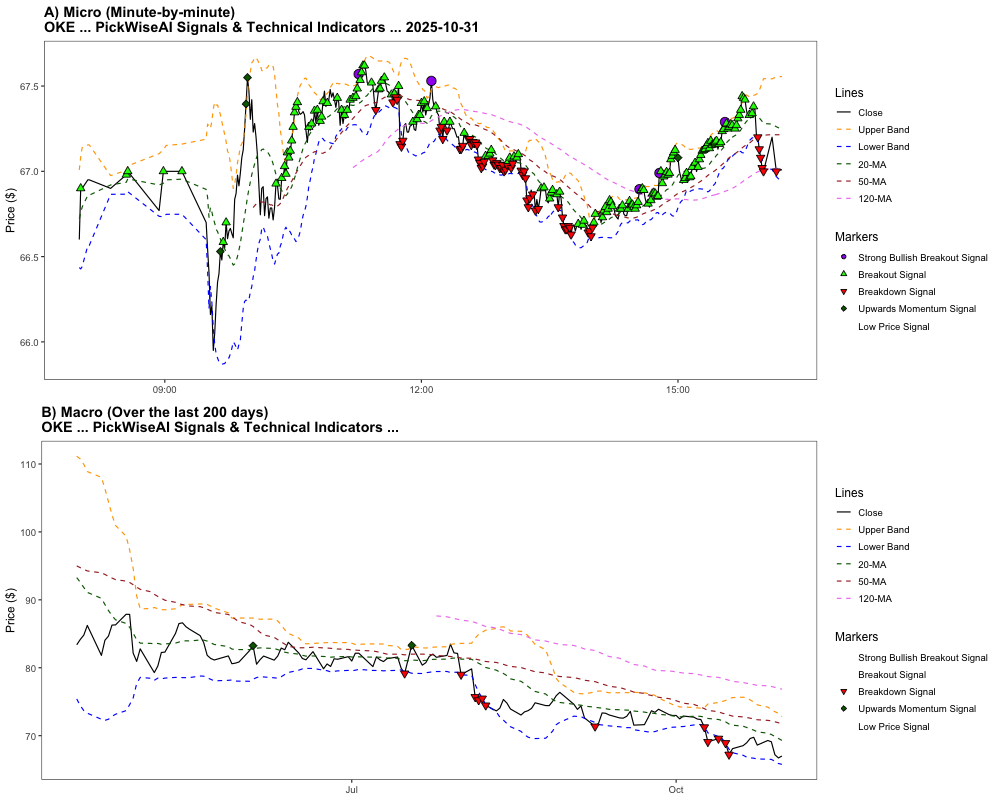 A) Micro (Minute-by-minute)
OKE ... PickWiseAI Signals & Technical Indicators ... 2025-10-31
Price ($)
67.5
67.0
66.5
66.0
09:00
12:00
15:00
Lines
Close
Upper Band
Lower Band
20-MA
50-MA
120-MA
Markers
Strong Bullish Breakout Signal
Breakout Signal
Breakdown Signal
Upwards Momentum Signal
Low Price Signal
B) Macro (Over the last 200 days)
OKE ... PickWiseAI Signals & Technical Indicators ...
Price ($)
110
100
90
80
70
Jul
Oct
Lines
Close
Upper Band
Lower Band
20-MA
50-MA
120-MA
Markers
Strong Bullish Breakout Signal
Breakout Signal
Breakdown Signal
Upwards Momentum Signal
Low Price Signal